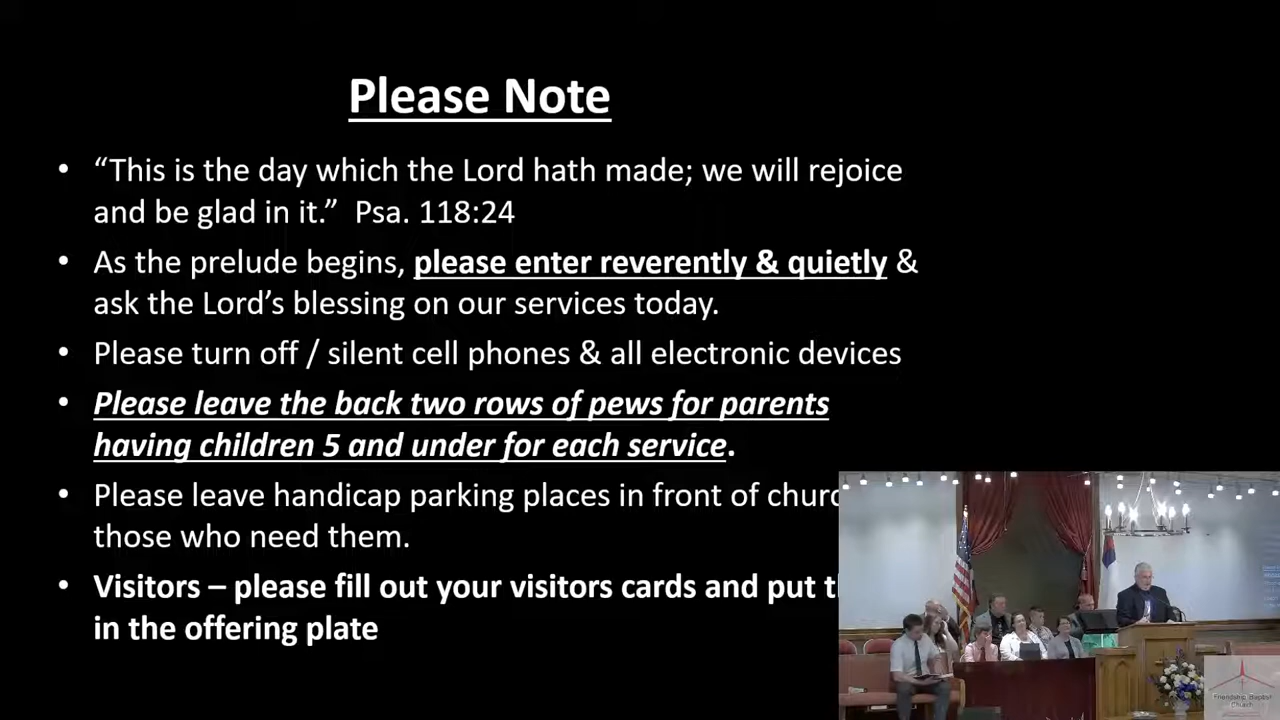 Please Note
• “This is the day which the Lord hath made; we will rejoice
and be glad in it.” Psa. 118:24
• As the prelude begins, please enter reverently & quietly &
ask the Lord’s blessing on our services today.
• Please turn off / silent cell phones & all electronic devices
• Please leave the back two rows of pews for parents
having children 5 and under for each service.
• Please leave handicap parking places in front of
those who need them.
• Visitors – please fill out your visitors cards and put
in the offering plate
Friendship Baptist
Church